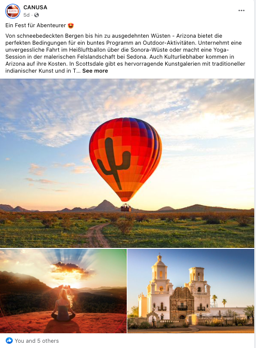 CANUSA
5d ·
Ein Fest für Abenteurer
Von schneebedeckten Bergen bis hin zu ausgedehnten Wüsten - Arizona bietet die
perfekten Bedingungen für ein buntes Programm an Outdoor-Aktivitäten. Unternehmt eine
unvergessliche Fahrt im Heißluftballon über die Sonora-Wüste oder macht eine Yoga-
Session in der malerischen Felslandschaft bei Sedona. Auch Kulturliebhaber kommen in
Arizona auf ihre Kosten. In Scottsdale gibt es hervorragende Kunstgalerien mit traditioneller
indianischer Kunst und in T... See more
You and 5 others